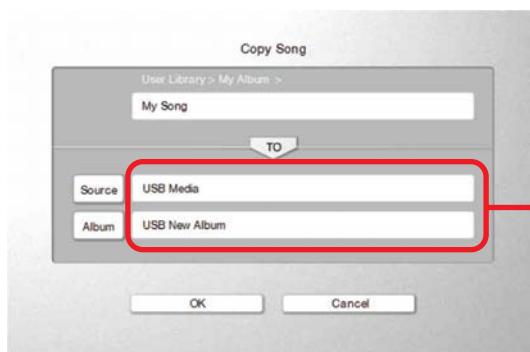 Copy Song
User Library > My Album >
My Song
TO
Source USB Media
Album USB New Album
OK Cancel